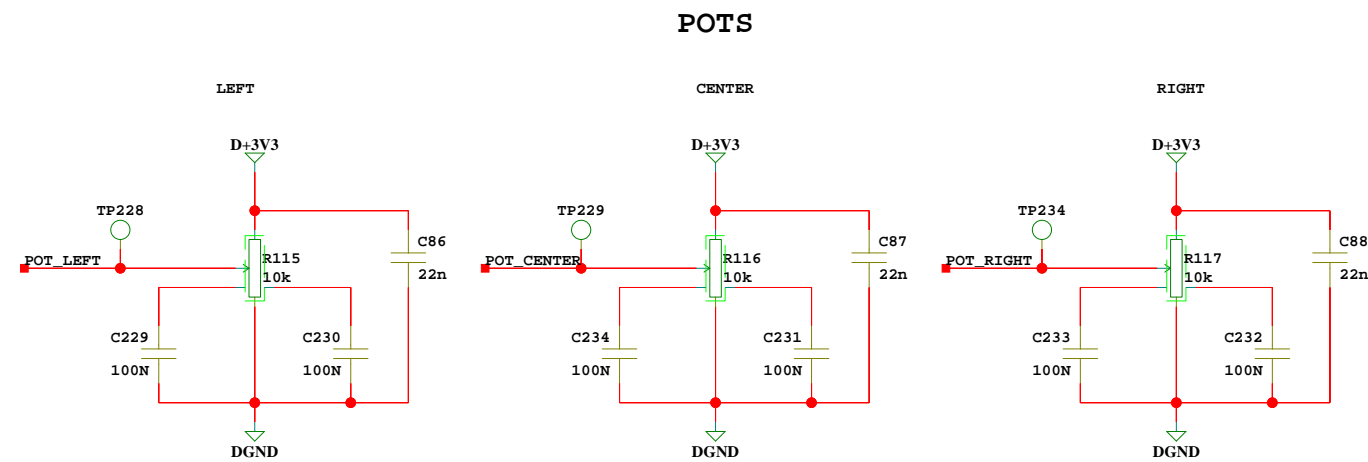 POTS
LEFT
CENTER
RIGHT
D+3V3
D+3V3
D+3V3
TP228
TP229
TP234
C86
C87
C88
POT_LEFT
R115
POT_CENTER
R116
POT_RIGHT
R117
10k
22n
10k
22n
10k
22n
C229
C230
C234
C231
C233
C232
100N
100N
100N
100N
100N
100N
DGND
DGND
DGND